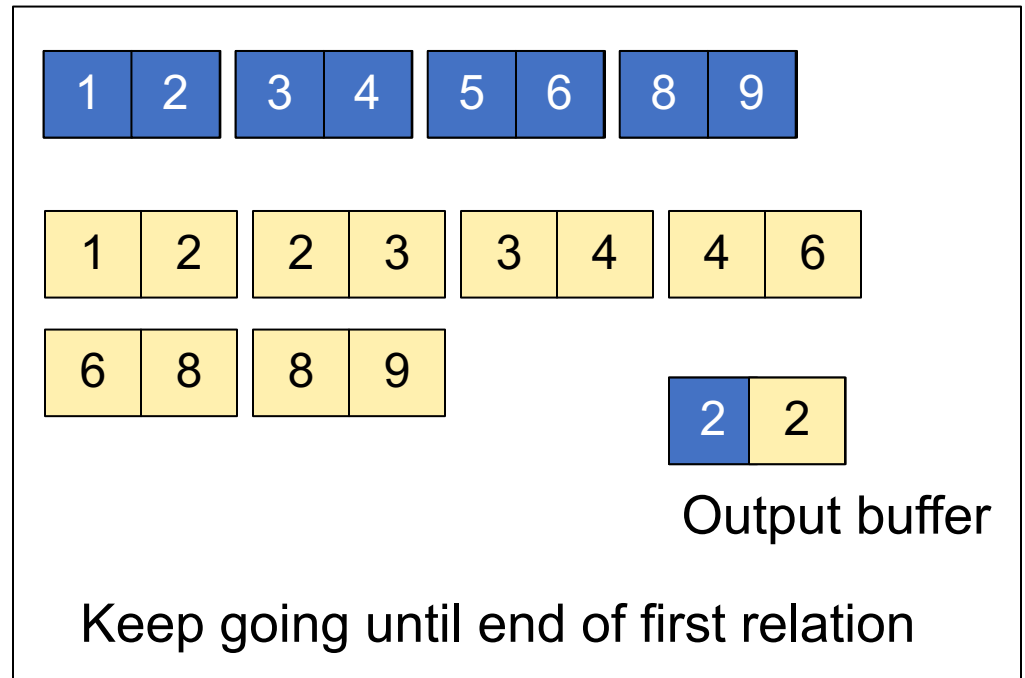 1 2 3 4 5 6 8 9
1 2 2 3 3 4 4 6
6 8 8 9
2 2
Output buffer
Keep going until end of first relation